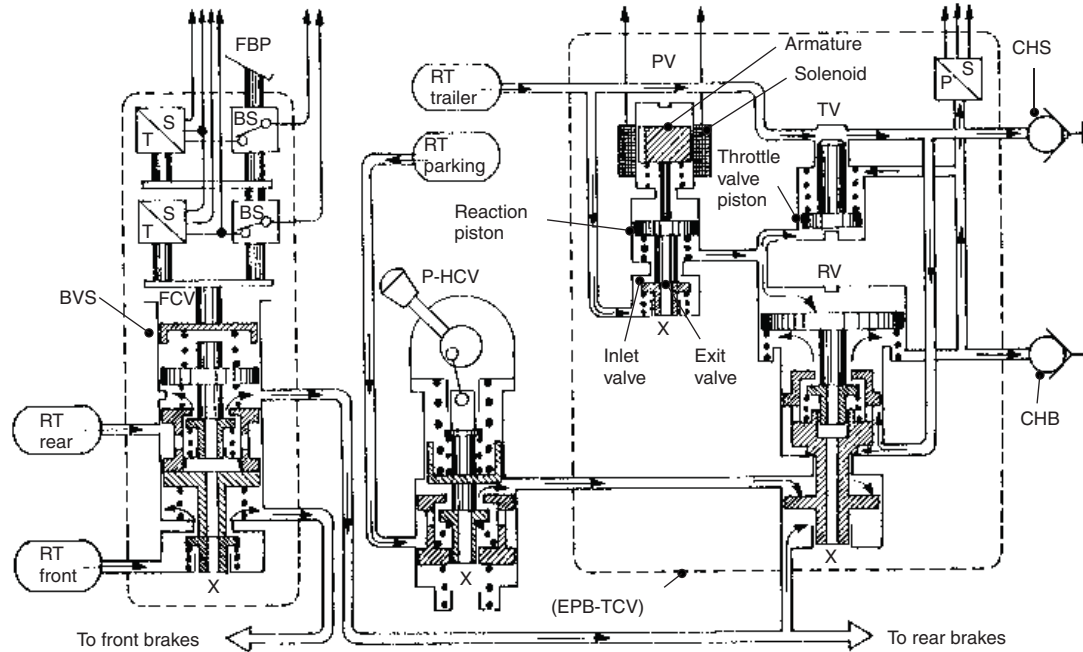 FBP
S
T
BS
S
T
BS
BVS
FCV
RT
rear
RT
front
X
To front brakes
RT
trailer
RT
parking
P-HCV
X
PV
Armature
Solenoid
TV
Throttle
valve
piston
Reaction
piston
Inlet
valve
Exit
valve
X
RV
X
P
S
CHS
CHB
(EPB-TCV)
To rear brakes